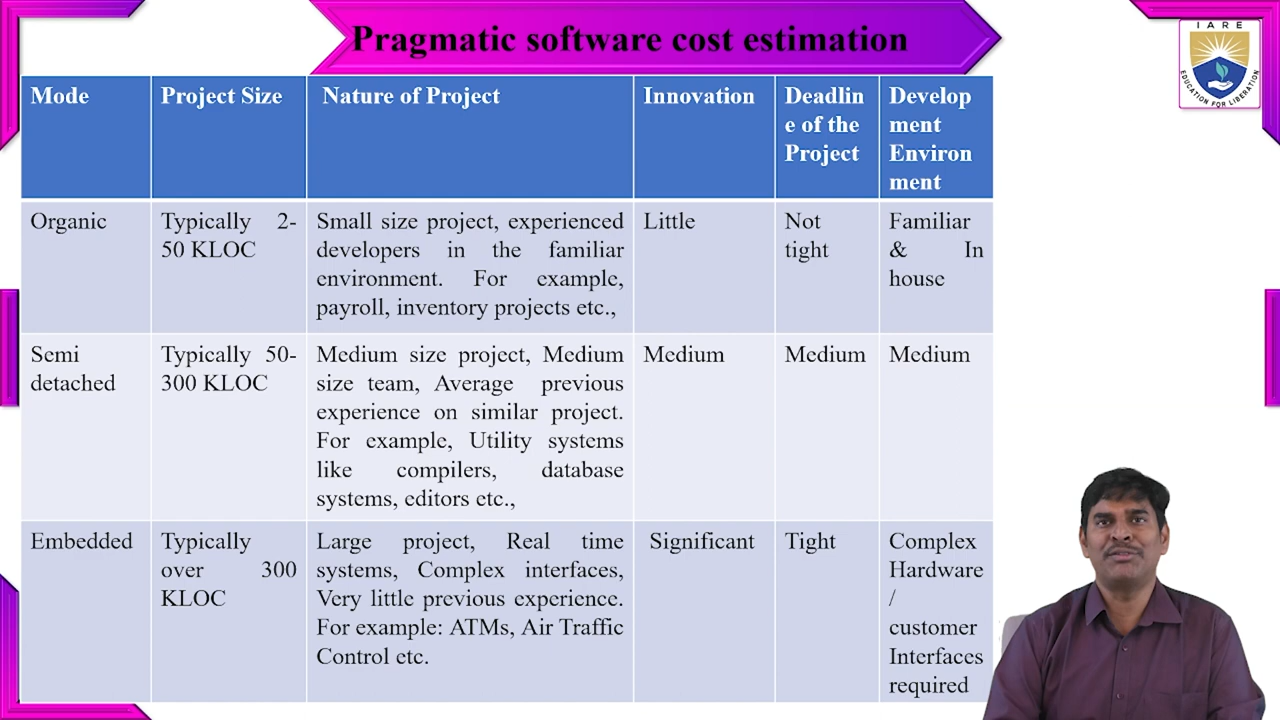 Pragmatic software cost estimation
I A R E
EDUCATION FOR LIBERATION
Mode
Project Size
Nature of Project
Innovation
Deadlin
e of the
Project
Develop
ment
Environ
ment
Organic
Typically 2-
50 KLOC
Small size project, experienced
developers in the familiar
environment. For example,
payroll, inventory projects etc.,
Little
Not
tight
Familiar
& In
house
Semi
detached
Typically 50-
300 KLOC
Medium size project, Medium
size team, Average previous
experience on similar project.
For example, Utility systems
like compilers, database
systems, editors etc.,
Medium
Medium
Medium
Embedded
Typically
over 300
KLOC
Large project, Real time
systems, Complex interfaces,
Very little previous experience.
For example: ATMs, Air Traffic
Control etc.
Significant
Tight
Complex
Hardware
/
customer
Interfaces
required